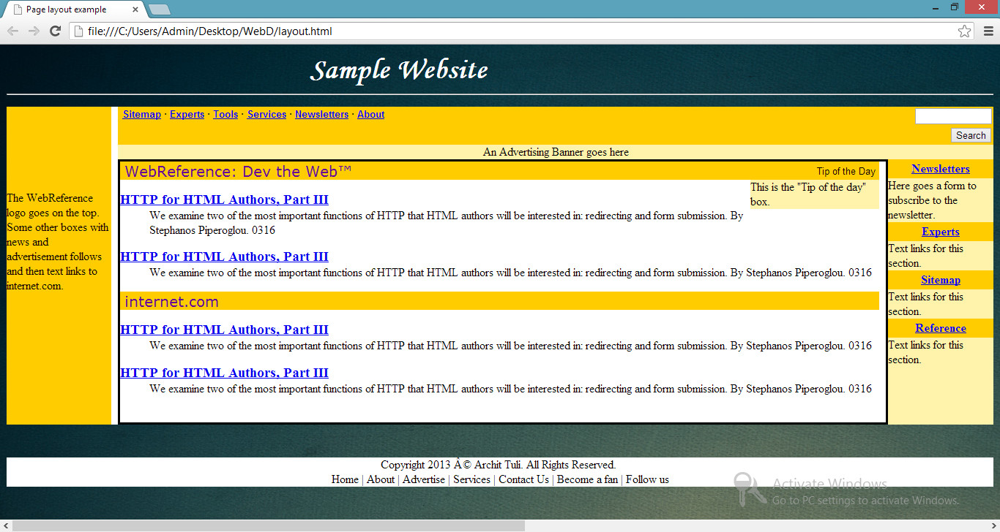 Page layout example
file:///C:/Users/Admin/Desktop/WebD/layout.html
Sample Website
Sitemap · Experts · Tools · Services · Newsletters · About
Search
An Advertising Banner goes here
The WebReference
logo goes on the top.
Some other boxes with
news and
advertisement follows
and then text links to
internet.com.
WebReference: Dev the Web™
Tip of the Day
This is the "Tip of the day"
box.
HTTP for HTML Authors, Part III
We examine two of the most important functions of HTTP that HTML authors will be interested in: redirecting and form submission. By
Stephanos Piperoglou. 0316
HTTP for HTML Authors, Part III
We examine two of the most important functions of HTTP that HTML authors will be interested in: redirecting and form submission. By Stephanos Piperoglou. 0316
internet.com
HTTP for HTML Authors, Part III
We examine two of the most important functions of HTTP that HTML authors will be interested in: redirecting and form submission. By Stephanos Piperoglou. 0316
HTTP for HTML Authors, Part III
We examine two of the most important functions of HTTP that HTML authors will be interested in: redirecting and form submission. By Stephanos Piperoglou. 0316
Newsletters
Here goes a form to
subscribe to the
newsletter.
Experts
Text links for this
section.
Sitemap
Text links for this
section.
Reference
Text links for this
section.
Copyright 2013 Â© Archit Tuli. All Rights Reserved.
Home | About | Advertise | Services | Contact Us | Become a fan | Follow us
Activate Windows
Go to PC settings to activate Windows.